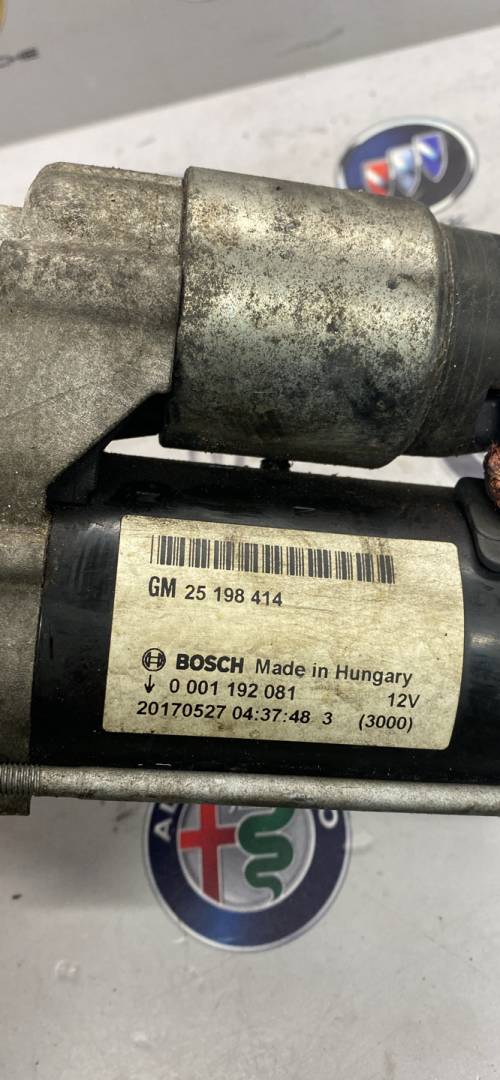 CHE
GM 25 198 414
BOSCH Made in Hungary
↓ 0 001 192 081 12V
20170527 04:37:48 3 (3000)